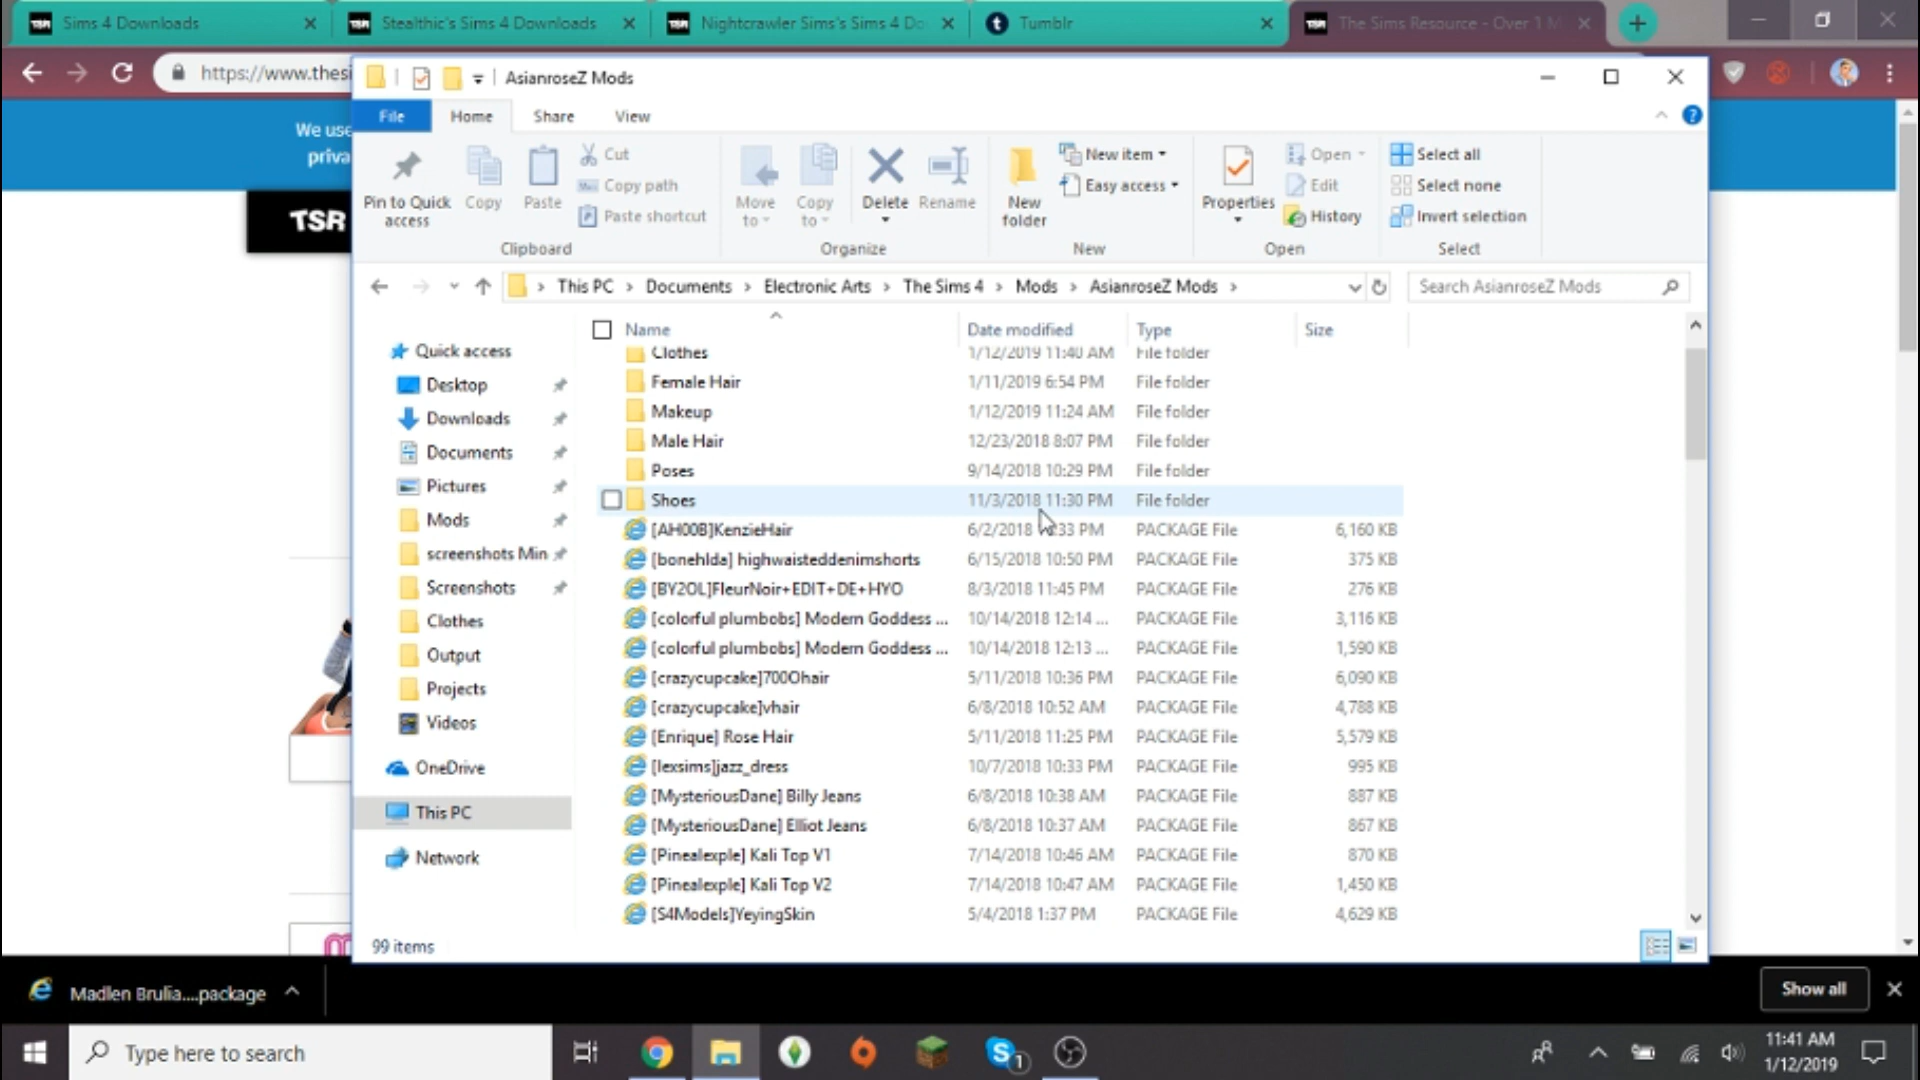 Sims 4 Downloads
Stealthic's Sims 4 Downloads
Nightcrawler Sims's Sims 4 Do
Tumblr
The Sims Resource - Over 1 M
https://www.thesi
AsianroseZ Mods
File
Home
Share
View
We use
priva
TSR
Pin to Quick access
Copy
Paste
Cut
Copy path
Paste shortcut
Move to
Copy to
Delete
Rename
New folder
New item
Easy access
Properties
Open
Edit
History
Select all
Select none
Invert selection
Clipboard
Organize
New
Open
Select
This PC > Documents > Electronic Arts > The Sims 4 > Mods > AsianroseZ Mods >
Search AsianroseZ Mods
Name Date modified Type Size
Quick access
Desktop
Downloads
Documents
Pictures
Mods
screenshots Min
Screenshots
Clothes
Output
Projects
Videos
OneDrive
This PC
Network
Clothes 1/12/2019 11:40 AM File folder
Female Hair 1/11/2019 6:54 PM File folder
Makeup 1/12/2019 11:24 AM File folder
Male Hair 12/23/2018 8:07 PM File folder
Poses 9/14/2018 10:29 PM File folder
Shoes 11/3/2018 11:30 PM File folder
[AH00B]KenzieHair 6/2/2018 :33 PM PACKAGE File 6,160 KB
[bonehlda] highwaisteddenimshorts 6/15/2018 10:50 PM PACKAGE File 375 KB
[BY2OL]FleurNoir+EDIT+DE+HYO 8/3/2018 11:45 PM PACKAGE File 276 KB
[colorful plumbobs] Modern Goddess ... 10/14/2018 12:14 ... PACKAGE File 3,116 KB
[colorful plumbobs] Modern Goddess ... 10/14/2018 12:13 ... PACKAGE File 1,590 KB
[crazycupcake]700Ohair 5/11/2018 10:36 PM PACKAGE File 6,090 KB
[crazycupcake]vhair 6/8/2018 10:52 AM PACKAGE File 4,788 KB
[Enrique] Rose Hair 5/11/2018 11:25 PM PACKAGE File 5,579 KB
[lexsims]jazz_dress 10/7/2018 10:33 PM PACKAGE File 995 KB
[MysteriousDane] Billy Jeans 6/8/2018 10:38 AM PACKAGE File 887 KB
[MysteriousDane] Elliot Jeans 6/8/2018 10:37 AM PACKAGE File 867 KB
[Pinealexple] Kali Top V1 7/14/2018 10:46 AM PACKAGE File 870 KB
[Pinealexple] Kali Top V2 7/14/2018 10:47 AM PACKAGE File 1,450 KB
[S4Models]YeyingSkin 5/4/2018 1:37 PM PACKAGE File 4,629 KB
99 items
Madlen Brulia....package
Show all
Type here to search
1
11:41 AM
1/12/2019